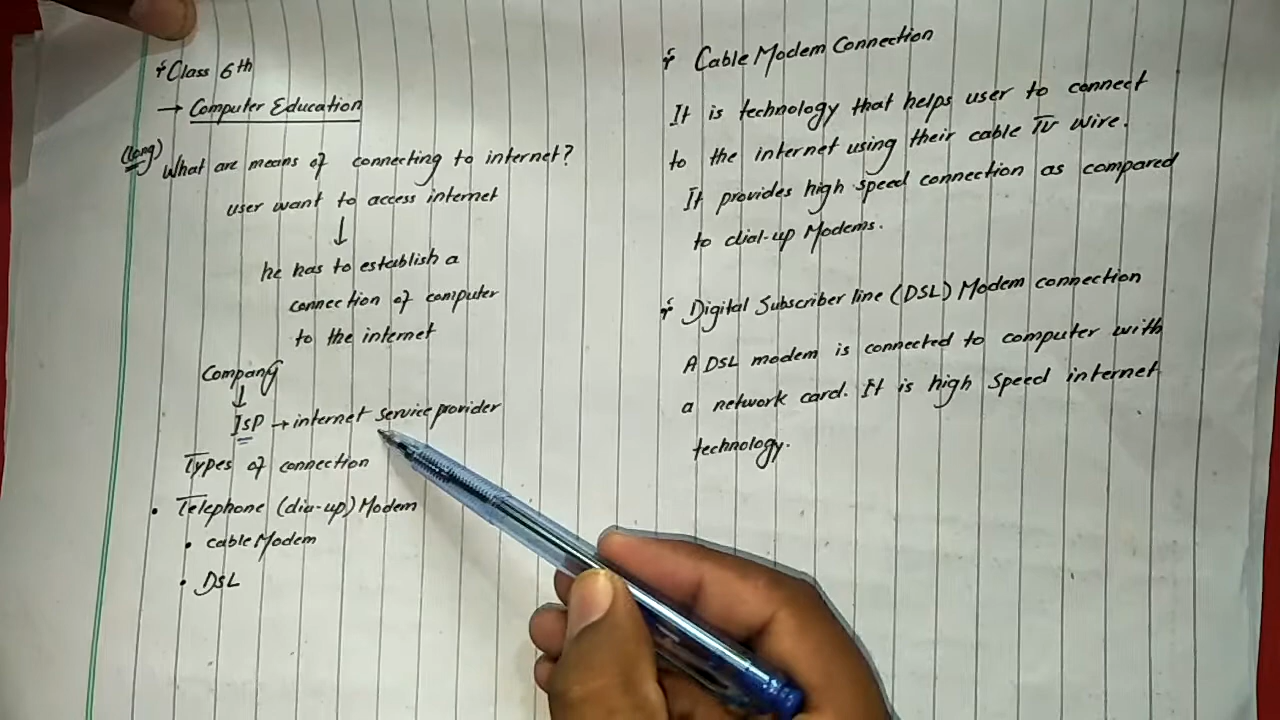 Class 6th
→ Computer Education
(Long)
What are means of connecting to internet?
user want to access internet
↓
he has to establish a
connection of computer
to the internet
Company
↓
ISP → internet service provider
Types of connection
• Telephone (dia-up) Modem
• cable Modem
• DSL
Cable Modem Connection
It is technology that helps user to connect
to the internet using their cable TV wire.
It provides high speed connection as compared
to dial-up Modems.
Digital Subscriber line (DSL) Modem connection
A DSL modem is connected to computer with
a network card. It is high speed internet
technology.